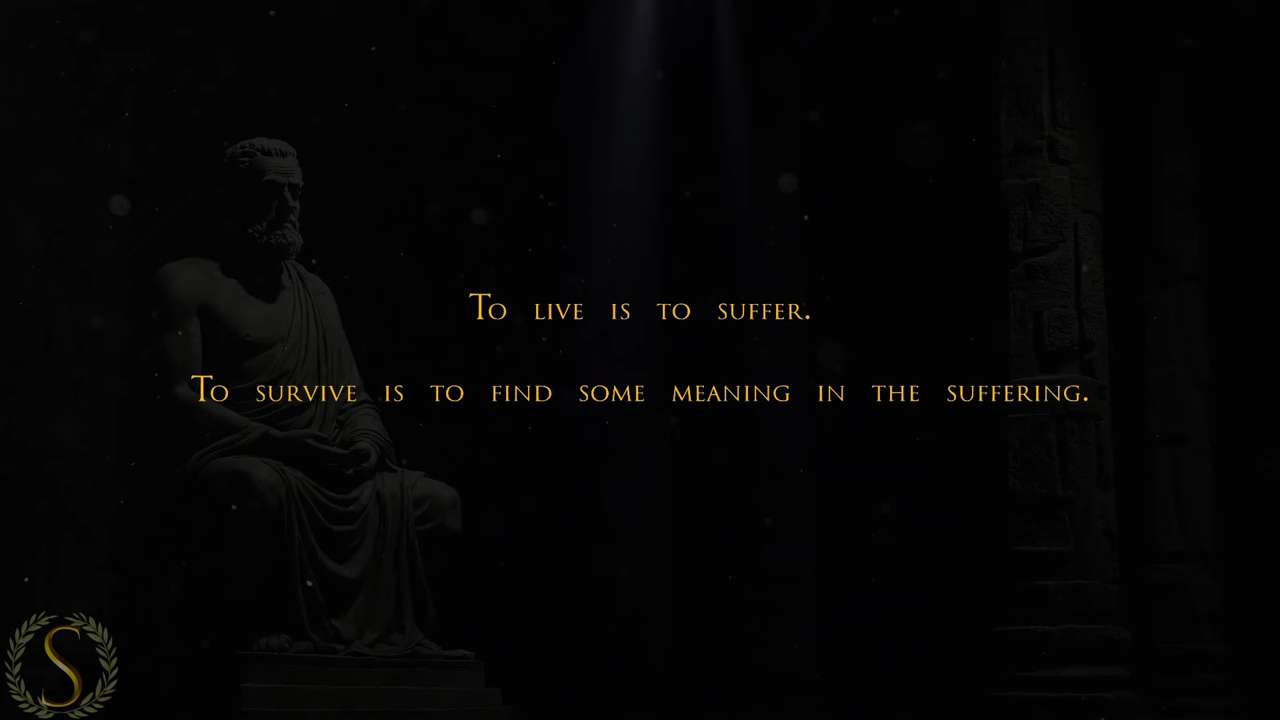 To live is to suffer.
To survive is to find some meaning in the suffering.
S